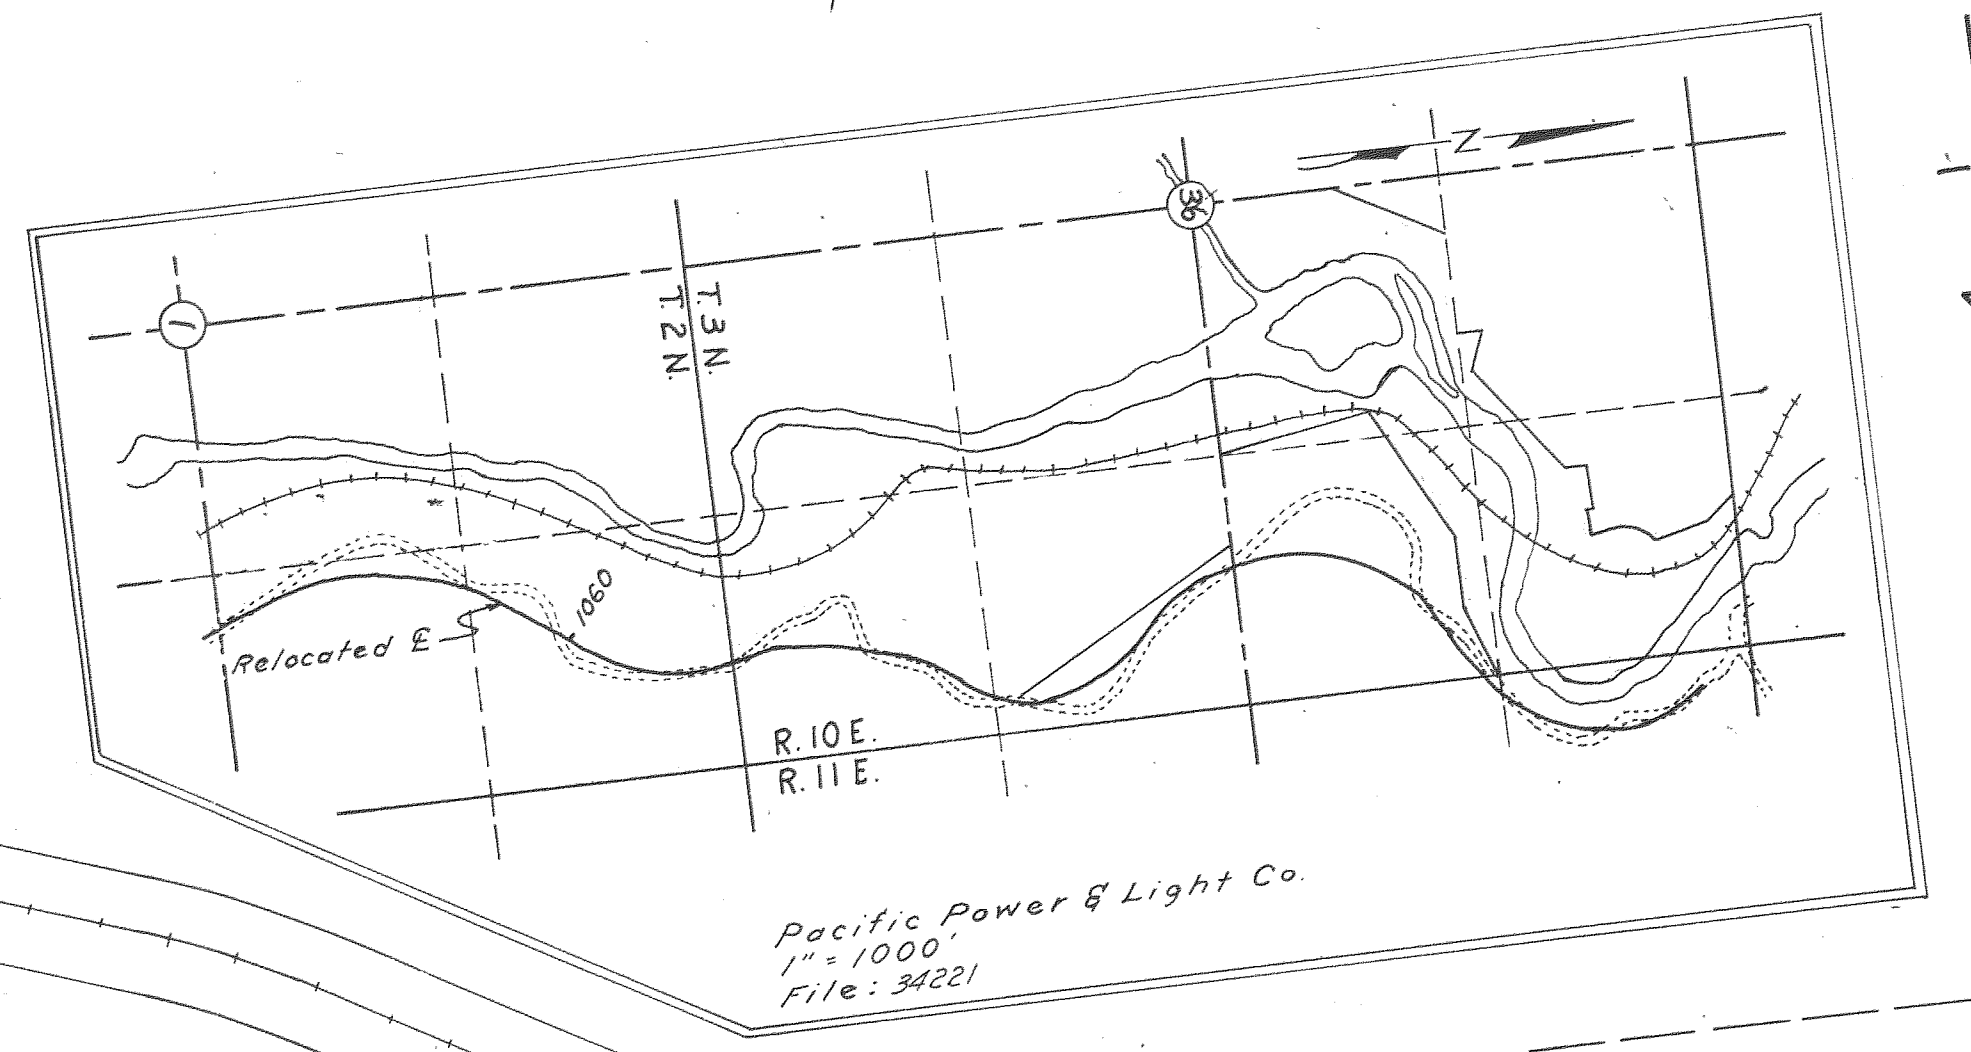 N
36
1
T. 3 N.
T. 2 N.
1060
Relocated ℄
R. 10 E.
R. 11 E.
Pacific Power & Light Co.
1" = 1000'
File: 34221